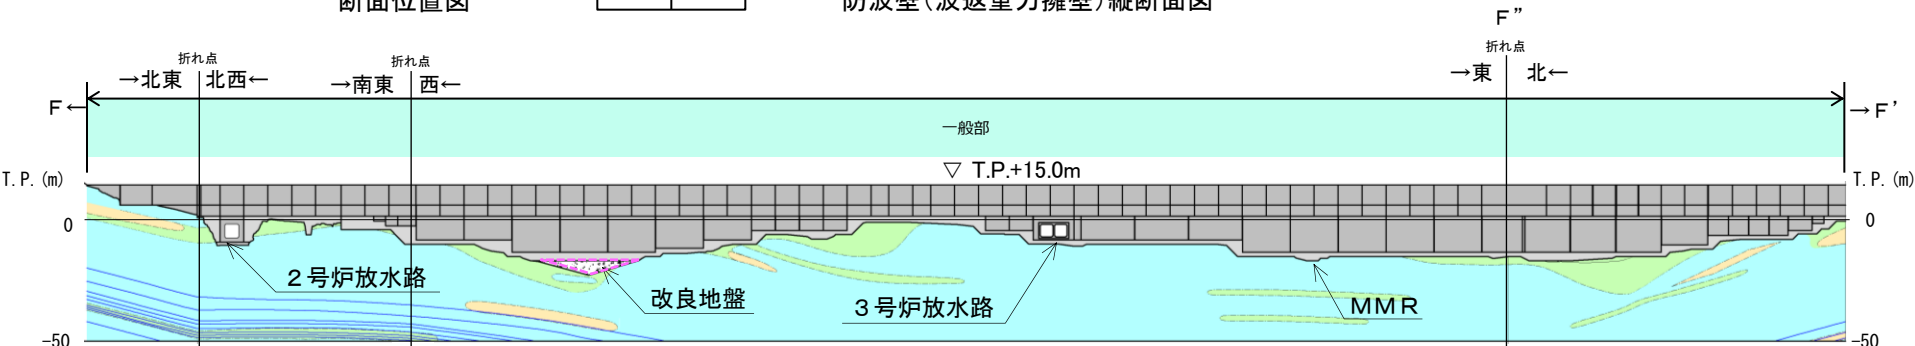 断面位置図
防波壁(波返重力擁壁)縦断面図
F”
折れ点
折れ点
折れ点
→北東 北西←
→南東 西←
→東 北←
F←
→F’
一般部
▽ T.P.+15.0m
T.P.(m)
T.P.(m)
0
0
2号炉放水路
改良地盤
3号炉放水路
MMR
-50
-50